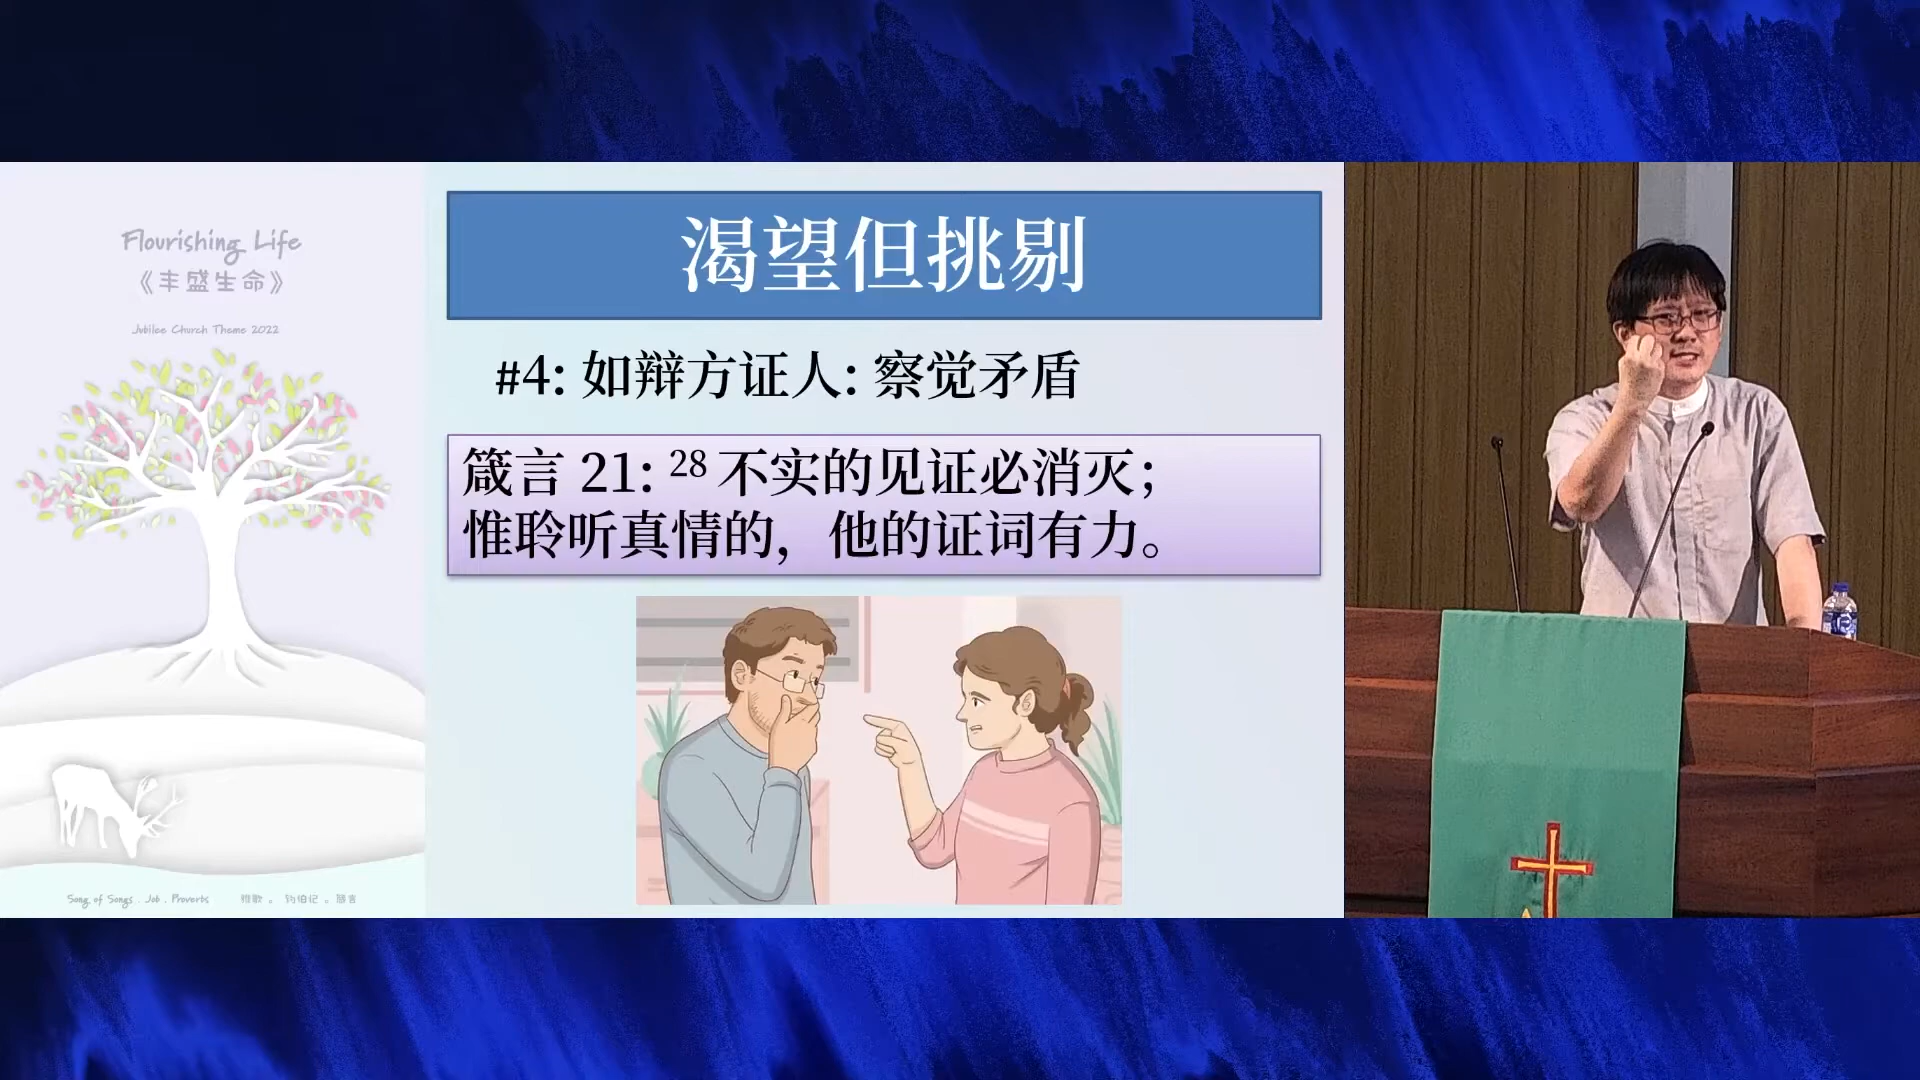 Flourishing Life
《丰盛生命》
Jubilee Church Theme 2022
Song of Songs . Job . Proverbs 雅歌 。 约伯记 。 箴言
渴望但挑剔
#4: 如辩方证人: 察觉矛盾
箴言 21: 28 不实的见证必消灭；
惟聆听真情的，他的证词有力。